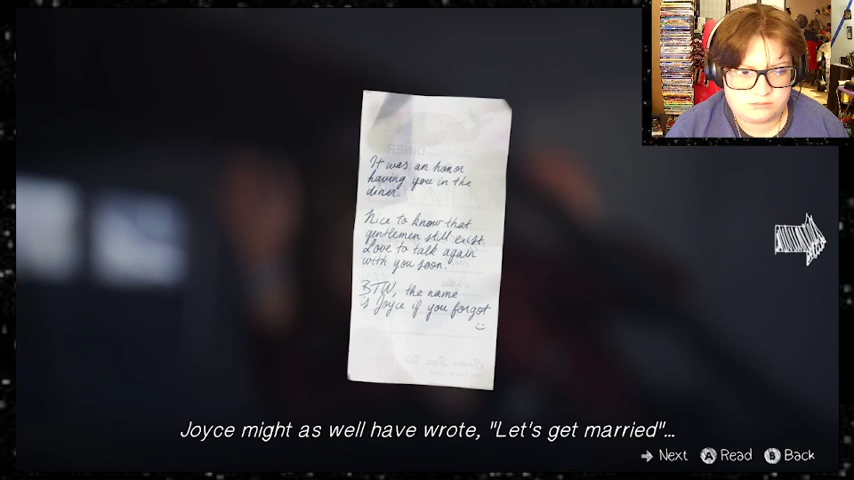 It was an honor
having you in the
diner.
Nice to know that
gentlemen still exist.
Love to talk again
with you soon.
BTW, the name
is Joyce if you forgot
Joyce might as well have wrote, "Let's get married"...
Next
A Read
B Back